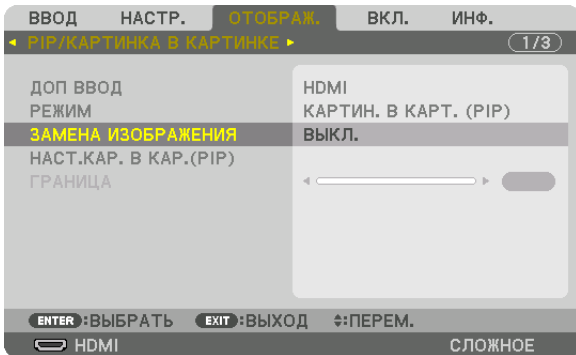 ВВОД НАСТР. ОТОБРАЖ. ВКЛ. ИНФ.
PIP/КАРТИНКА В КАРТИНКЕ 1/3
ДОП ВВОД HDMI
РЕЖИМ КАРТИН. В КАРТ. (PIP)
ЗАМЕНА ИЗОБРАЖЕНИЯ ВЫКЛ.
НАСТ.КАР. В КАР.(PIP)
ГРАНИЦА
ENTER :ВЫБРАТЬ EXIT :ВЫХОД :ПЕРЕМ.
HDMI СЛОЖНОЕ